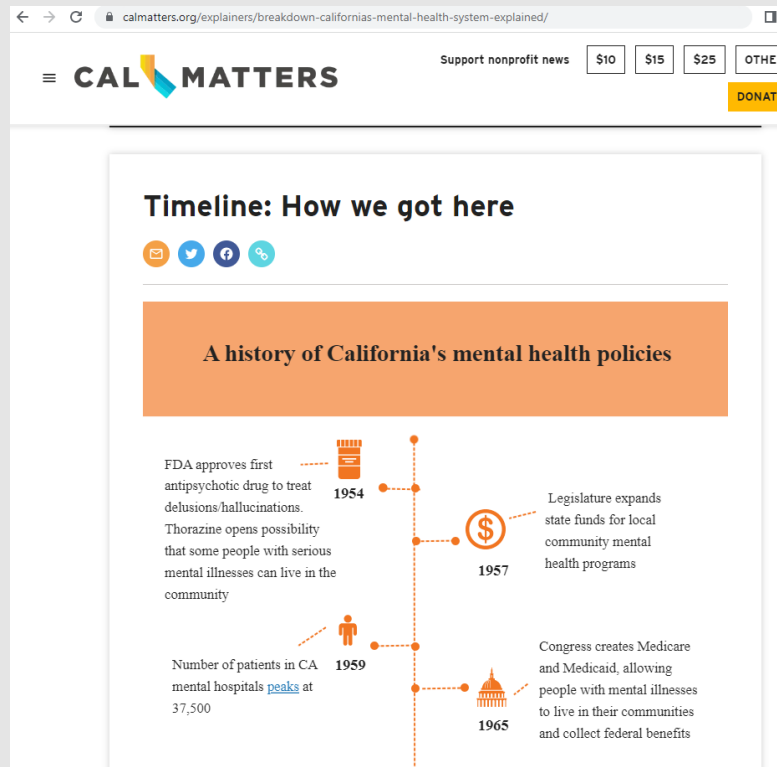 calmatters.org/explainers/breakdown-californias-mental-health-system-explained/
CAL MATTERS
Support nonprofit news
$10
$15
$25
OTHE
DONAT
Timeline: How we got here
A history of California's mental health policies
FDA approves first
antipsychotic drug to treat
delusions/hallucinations.
Thorazine opens possibility
that some people with serious
mental illnesses can live in the
community
1954
$
1957
Legislature expands
state funds for local
community mental
health programs
Number of patients in CA
mental hospitals peaks at
37,500
1959
1965
Congress creates Medicare
and Medicaid, allowing
people with mental illnesses
to live in their communities
and collect federal benefits